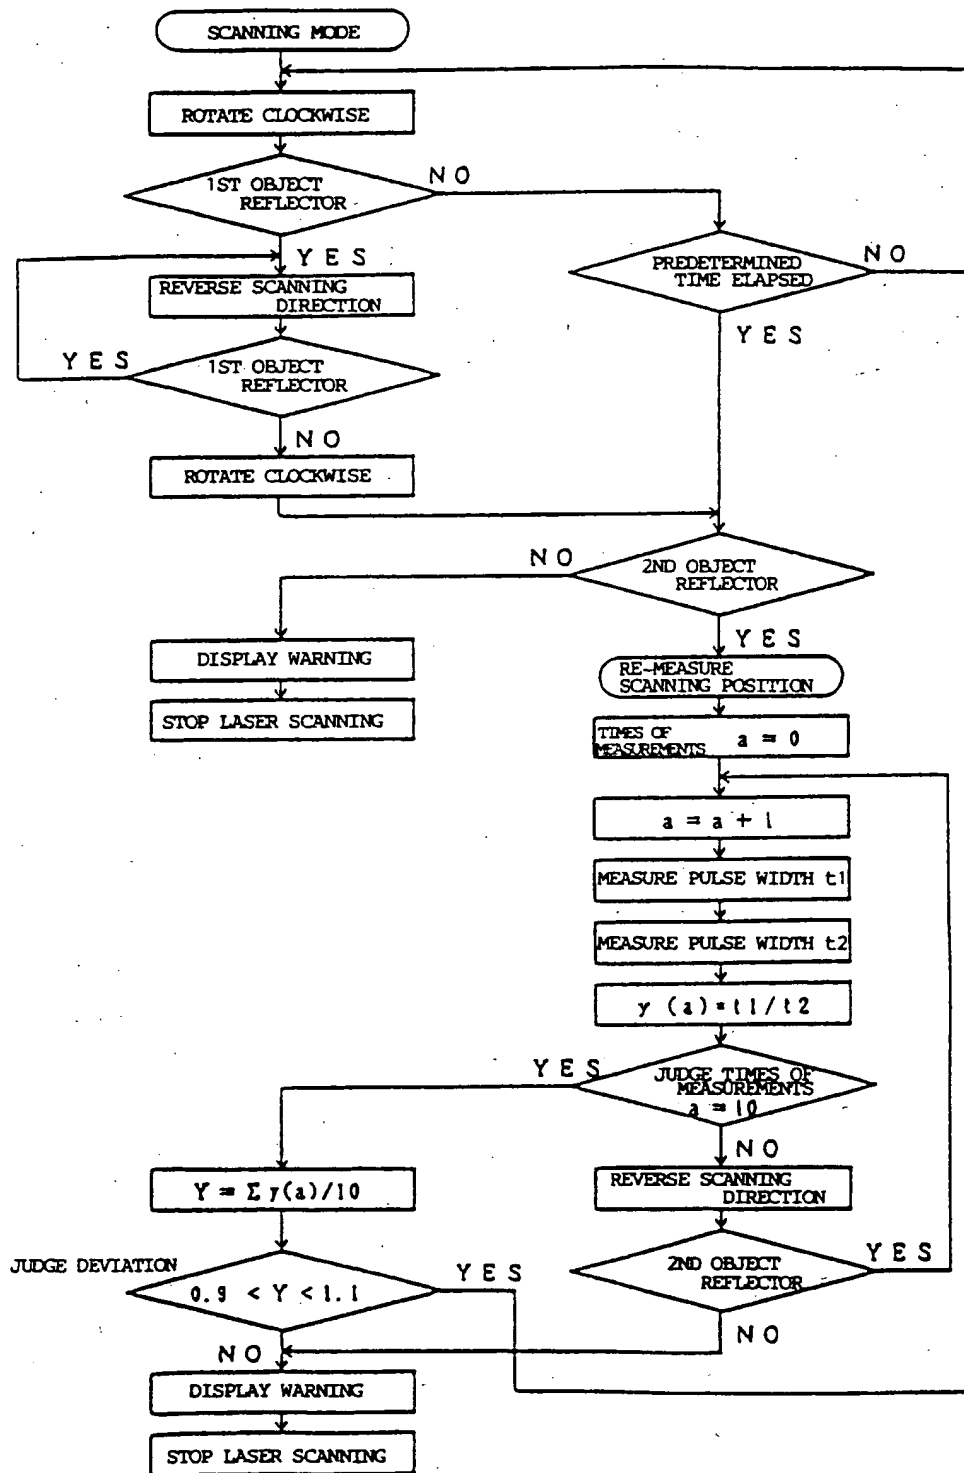 SCANNING MODE
ROTATE CLOCKWISE
1ST OBJECT
REFLECTOR
NO
YES
PREDETERMINED
TIME ELAPSED
NO
REVERSE SCANNING
DIRECTION
YES
YES
1ST OBJECT
REFLECTOR
NO
ROTATE CLOCKWISE
NO
2ND OBJECT
REFLECTOR
YES
DISPLAY WARNING
RE-MEASURE
SCANNING POSITION
STOP LASER SCANNING
TIMES OF
MEASUREMENTS a = 0
a = a + 1
MEASURE PULSE WIDTH t1
MEASURE PULSE WIDTH t2
y (a)=t1/t2
YES
JUDGE TIMES OF
MEASUREMENTS
a = 10
NO
Y = Σ y(a)/10
REVERSE SCANNING
DIRECTION
JUDGE DEVIATION
YES
2ND OBJECT
REFLECTOR
YES
0.9 < Y < 1.1
NO
NO
DISPLAY WARNING
STOP LASER SCANNING